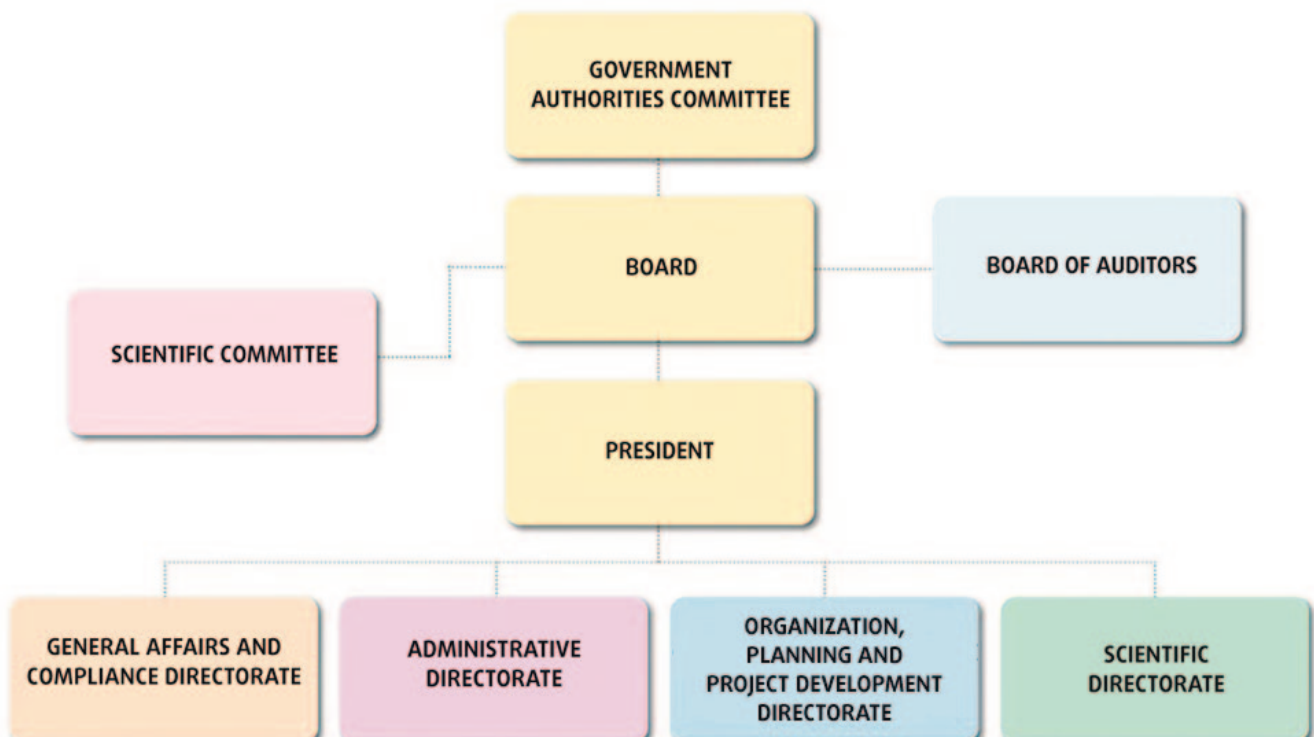 GOVERNMENT
AUTHORITIES COMMITTEE
BOARD
BOARD OF AUDITORS
SCIENTIFIC COMMITTEE
PRESIDENT
GENERAL AFFAIRS AND
COMPLIANCE DIRECTORATE
ADMINISTRATIVE
DIRECTORATE
ORGANIZATION,
PLANNING AND
PROJECT DEVELOPMENT
DIRECTORATE
SCIENTIFIC
DIRECTORATE